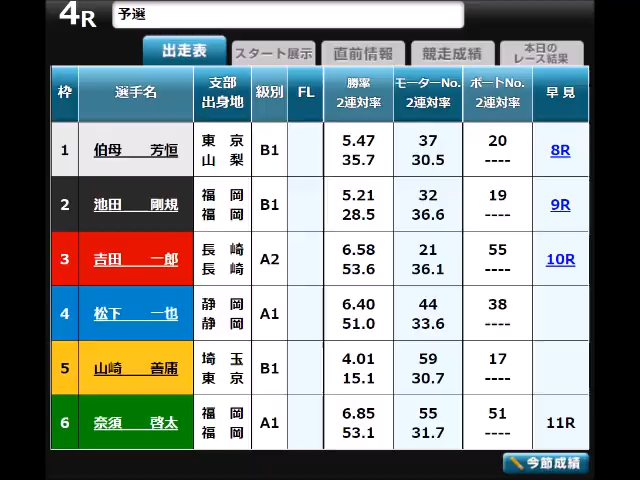 4R 予選
出走表 スタート展示 直前情報 競走成績 本日のレース結果
枠 選手名 支部 出身地 級別 FL 勝率 2連対率 モーターNo. 2連対率 ボートNo. 2連対率 早見
1 伯母 芳恒 東京 B1 5.47 37 20 8R
山梨 35.7 30.5 ----
2 池田 剛規 福岡 B1 5.21 32 19 9R
福岡 28.5 36.6 ----
3 吉田 一郎 長崎 A2 6.58 21 55 10R
長崎 53.6 36.1 ----
4 松下 一也 静岡 A1 6.40 44 38
静岡 51.0 33.6 ----
5 山崎 善庸 埼玉 B1 4.01 59 17
東京 15.1 30.7 ----
6 奈須 啓太 福岡 A1 6.85 55 51 11R
福岡 53.1 31.7 ----
今節成績